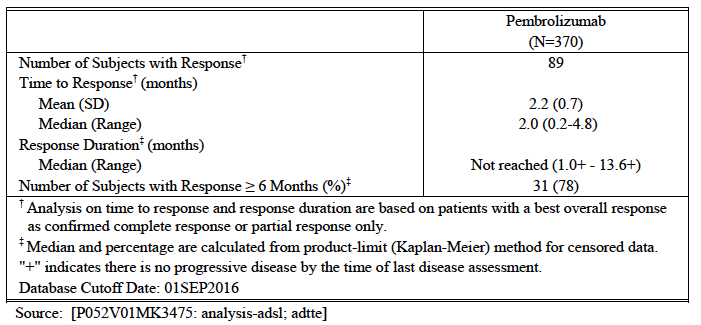 Pembrolizumab
(N=370)
Number of Subjects with Response† 89
Time to Response† (months)
Mean (SD) 2.2 (0.7)
Median (Range) 2.0 (0.2-4.8)
Response Duration‡ (months)
Median (Range) Not reached (1.0+ - 13.6+)
Number of Subjects with Response ≥ 6 Months (%)‡ 31 (78)
† Analysis on time to response and response duration are based on patients with a best overall response
as confirmed complete response or partial response only.
‡ Median and percentage are calculated from product-limit (Kaplan-Meier) method for censored data.
"+" indicates there is no progressive disease by the time of last disease assessment.
Database Cutoff Date: 01SEP2016
Source: [P052V01MK3475: analysis-adsl; adtte]